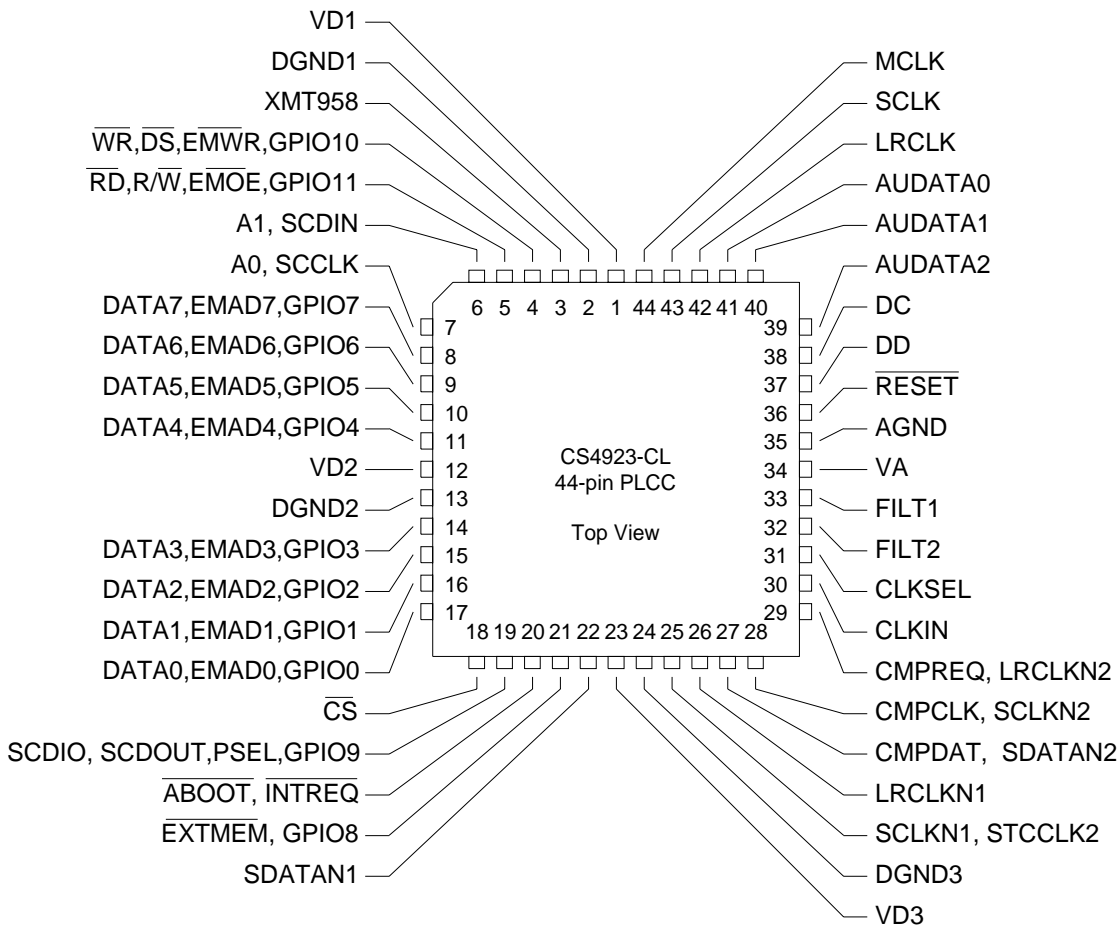 VD1
DGND1
XMT958
WR,DS,EMWR,GPIO10
RD,R/W,EMOE,GPIO11
A1, SCDIN
A0, SCCLK
DATA7,EMAD7,GPIO7
DATA6,EMAD6,GPIO6
DATA5,EMAD5,GPIO5
DATA4,EMAD4,GPIO4
VD2
DGND2
DATA3,EMAD3,GPIO3
DATA2,EMAD2,GPIO2
DATA1,EMAD1,GPIO1
DATA0,EMAD0,GPIO0
CS
SCDIO, SCDOUT,PSEL,GPIO9
ABOOT, INTREQ
EXTMEM, GPIO8
SDATAN1
6 5 4 3 2 1 44 43 42 41 40
7
8
9
10
11
12
13
14
15
16
17
CS4923-CL
44-pin PLCC
Top View
39
38
37
36
35
34
33
32
31
30
29
18 19 20 21 22 23 24 25 26 27 28
MCLK
SCLK
LRCLK
AUDATA0
AUDATA1
AUDATA2
DC
DD
RESET
AGND
VA
FILT1
FILT2
CLKSEL
CLKIN
CMPREQ, LRCLKN2
CMPCLK, SCLKN2
CMPDAT, SDATAN2
LRCLKN1
SCLKN1, STCCLK2
DGND3
VD3